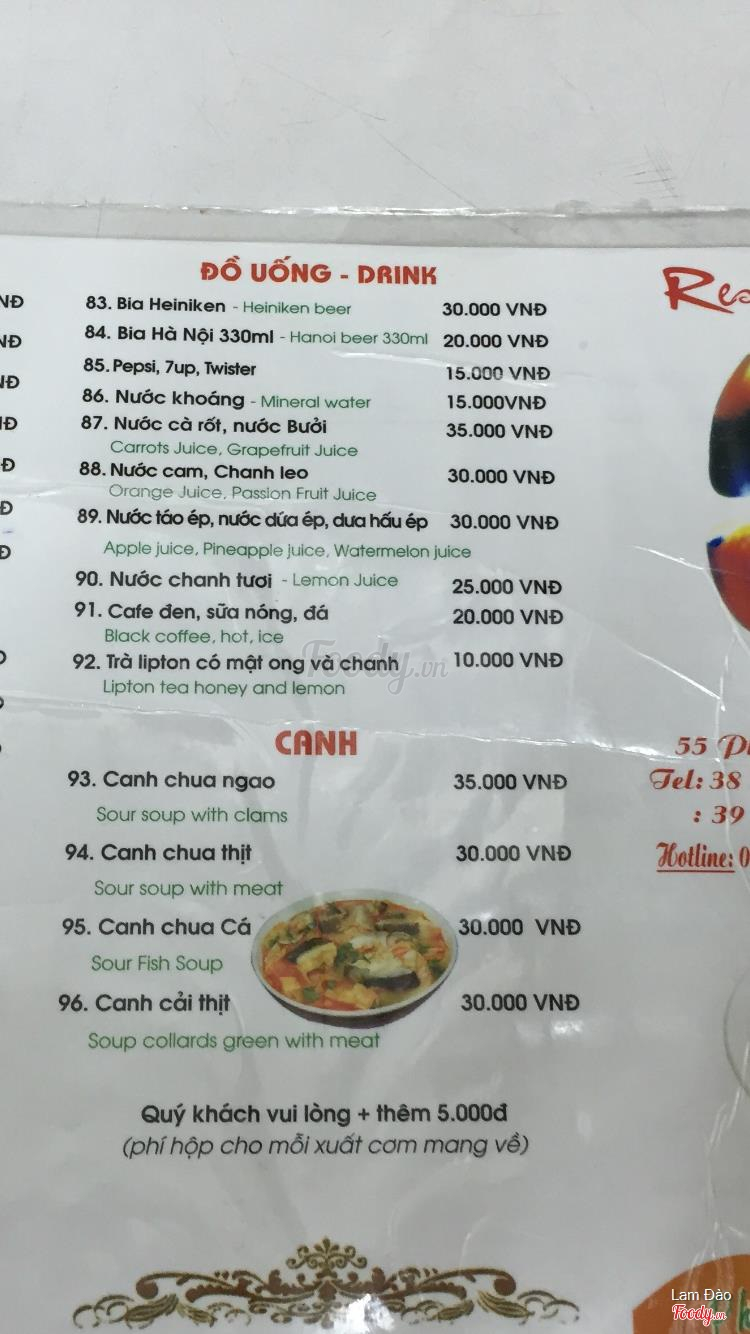 ĐỒ UỐNG - DRINK
83. Bia Heiniken - Heiniken beer 30.000 VNĐ
84. Bia Hà Nội 330ml - Hanoi beer 330ml 20.000 VNĐ
85. Pepsi, 7up, Twister 15.000 VNĐ
86. Nước khoáng - Mineral water 15.000VNĐ
87. Nước cà rốt, nước Bưởi 35.000 VNĐ
Carrots Juice, Grapefruit Juice
88. Nước cam, Chanh leo 30.000 VNĐ
Orange Juice, Passion Fruit Juice
89. Nước táo ép, nước dứa ép, dưa hấu ép 30.000 VNĐ
Apple juice, Pineapple juice, Watermelon juice
90. Nước chanh tươi - Lemon Juice 25.000 VNĐ
91. Cafe đen, sữa nóng, đá 20.000 VNĐ
Black coffee, hot, ice
92. Trà lipton có mật ong và chanh 10.000 VNĐ
Lipton tea honey and lemon
Foody.vn
CANH
93. Canh chua ngao 35.000 VNĐ
Sour soup with clams
94. Canh chua thịt 30.000 VNĐ
Sour soup with meat
95. Canh chua Cá 30.000 VNĐ
Sour Fish Soup
96. Canh cải thịt 30.000 VNĐ
Soup collards green with meat
Quý khách vui lòng + thêm 5.000đ
(phí hộp cho mỗi xuất cơm mang về)
55
Tel: 38
: 39
Hotline: 0
Lam Đào
Foody.vn